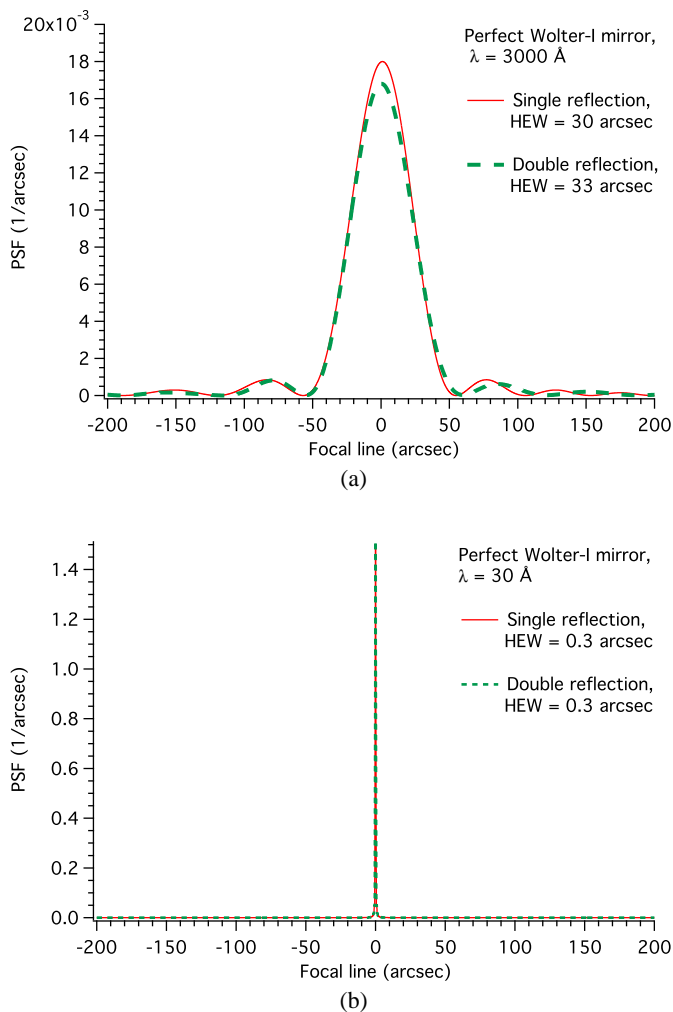 20x10⁻³
18
16
14
12
10
8
6
4
2
0
PSF (1/arcsec)
Perfect Wolter-I mirror,
λ = 3000 Å
Single reflection,
HEW = 30 arcsec
Double reflection,
HEW = 33 arcsec
-200 -150 -100 -50 0 50 100 150 200
Focal line (arcsec)
(a)
1.4
1.2
1.0
0.8
0.6
0.4
0.2
0.0
PSF (1/arcsec)
Perfect Wolter-I mirror,
λ = 30 Å
Single reflection,
HEW = 0.3 arcsec
Double reflection,
HEW = 0.3 arcsec
-200 -150 -100 -50 0 50 100 150 200
Focal line (arcsec)
(b)